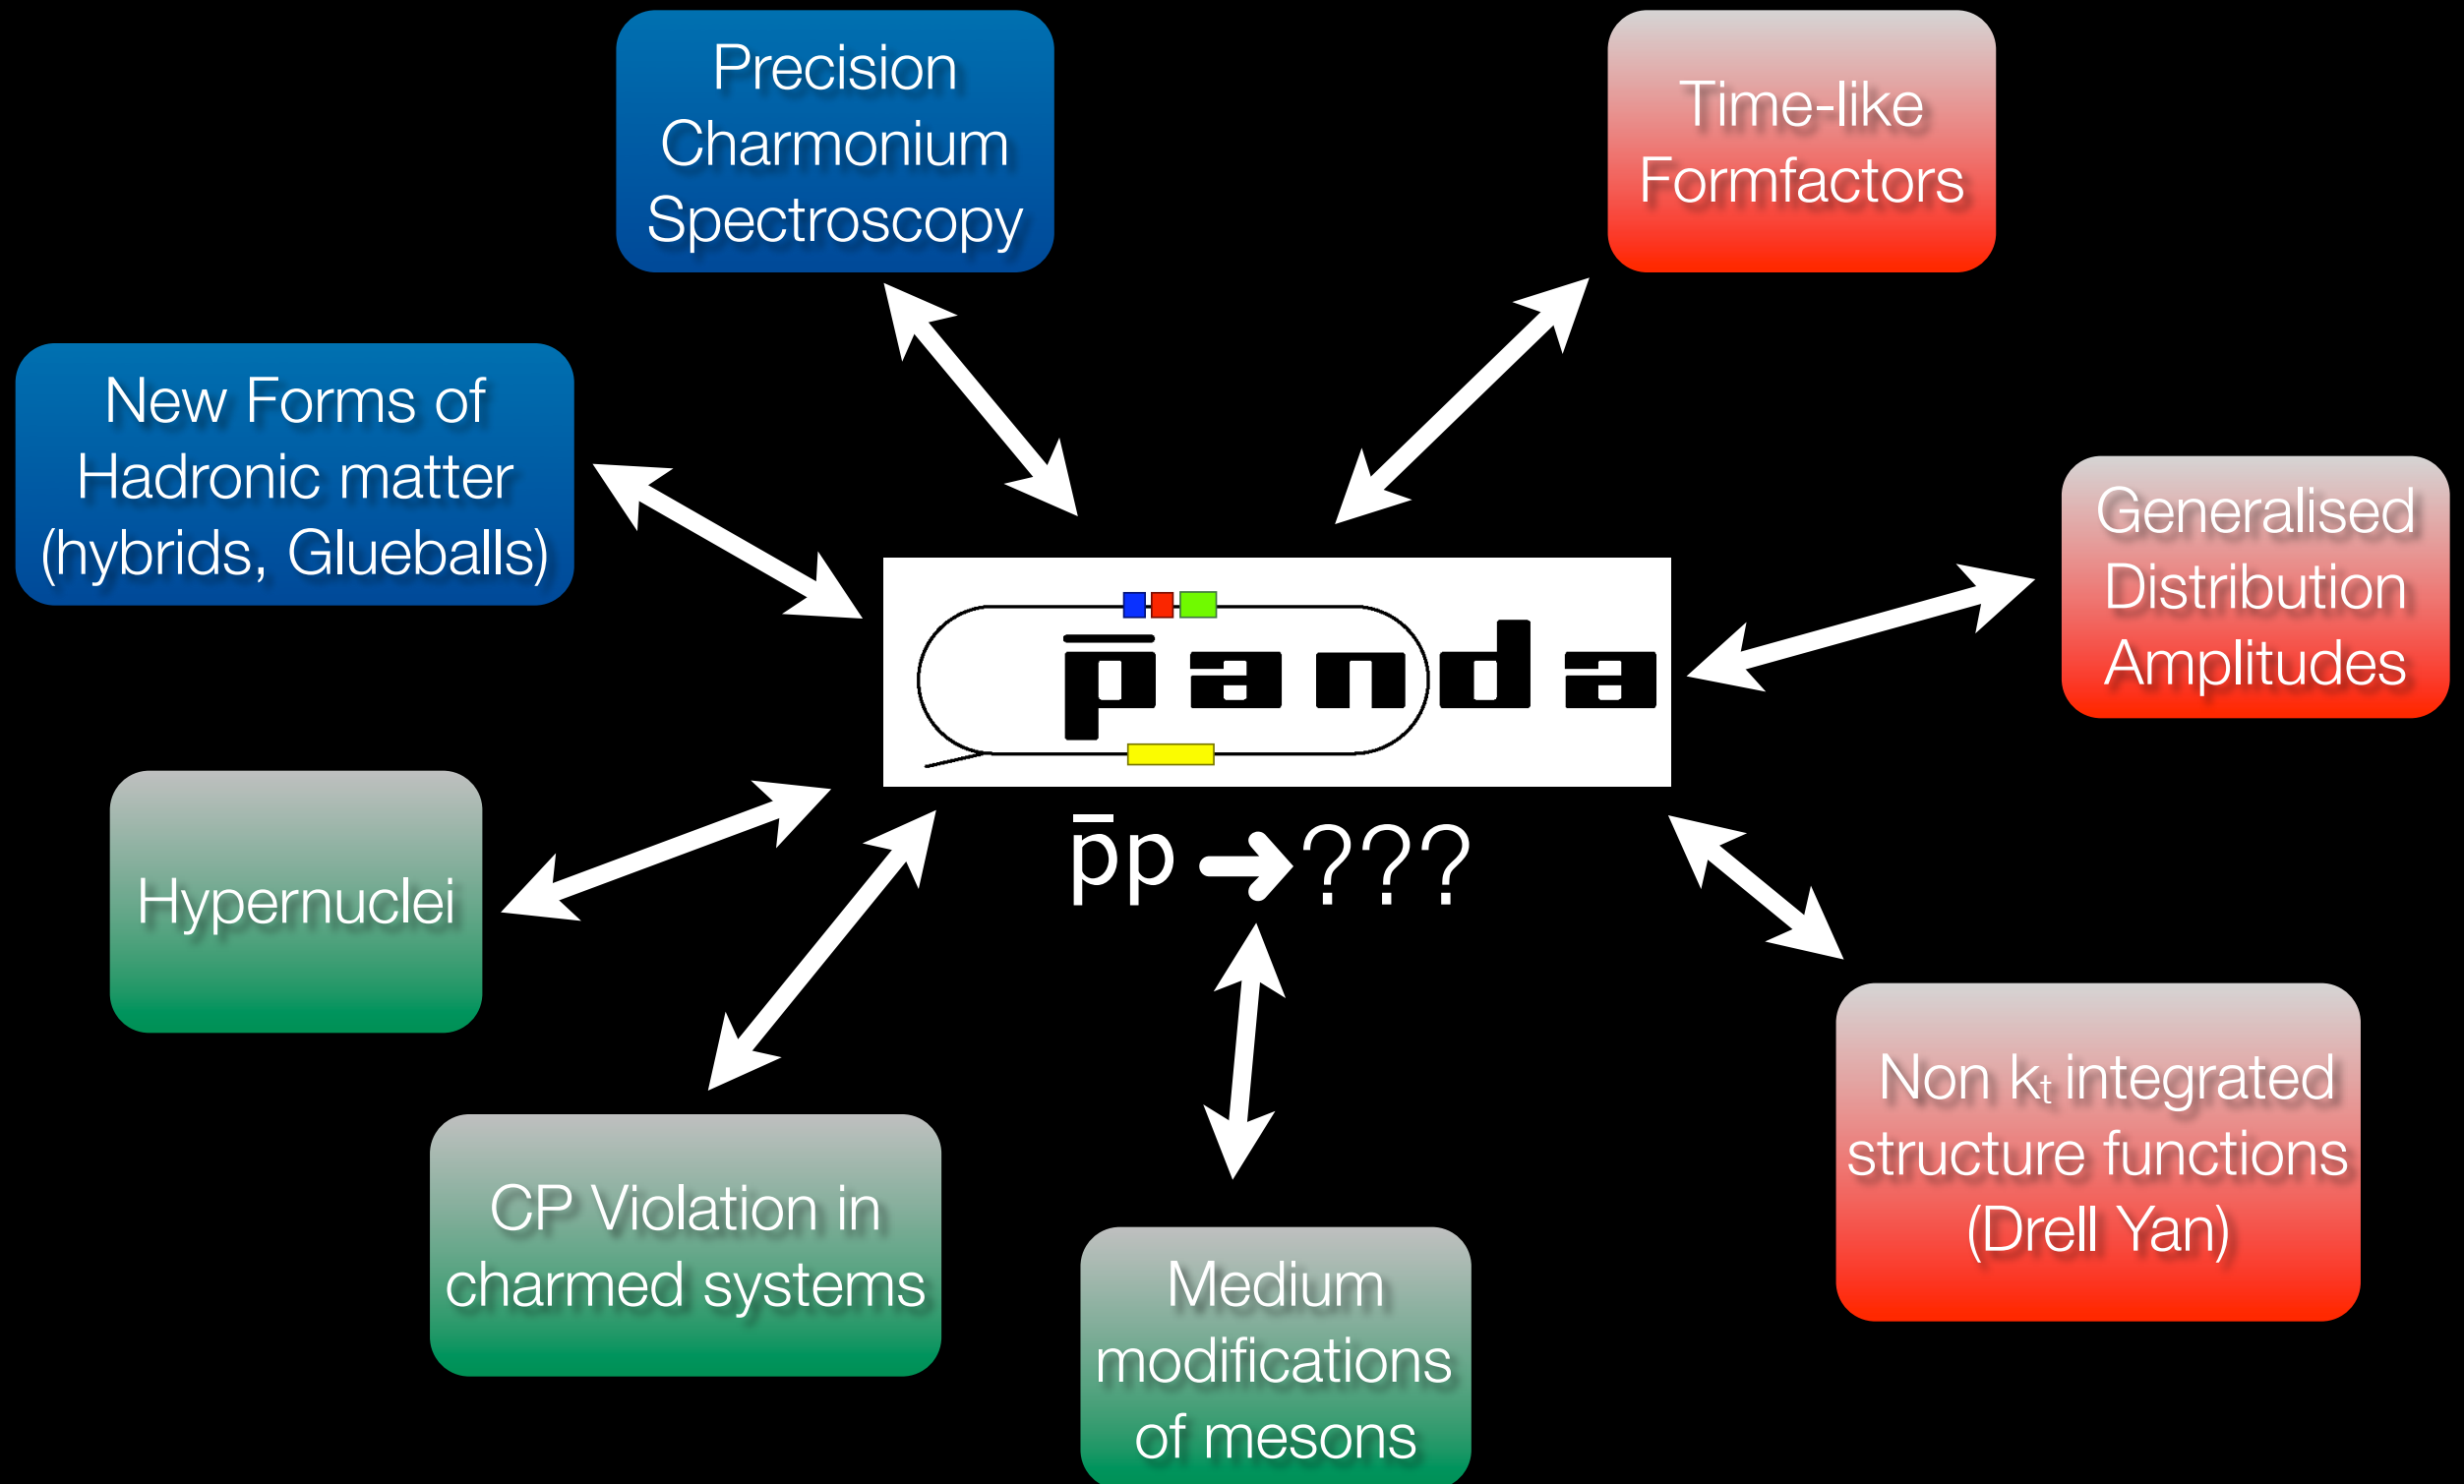 Precision
Charmonium
Spectroscopy
Time-like
Formfactors
New Forms of
Hadronic matter
(hybrids, Glueballs)
Generalised
Distribution
Amplitudes
p̅anda
p̅p ➔???
Hypernuclei
Non kₜ integrated
structure functions
(Drell Yan)
CP Violation in
charmed systems
Medium
modifications
of mesons